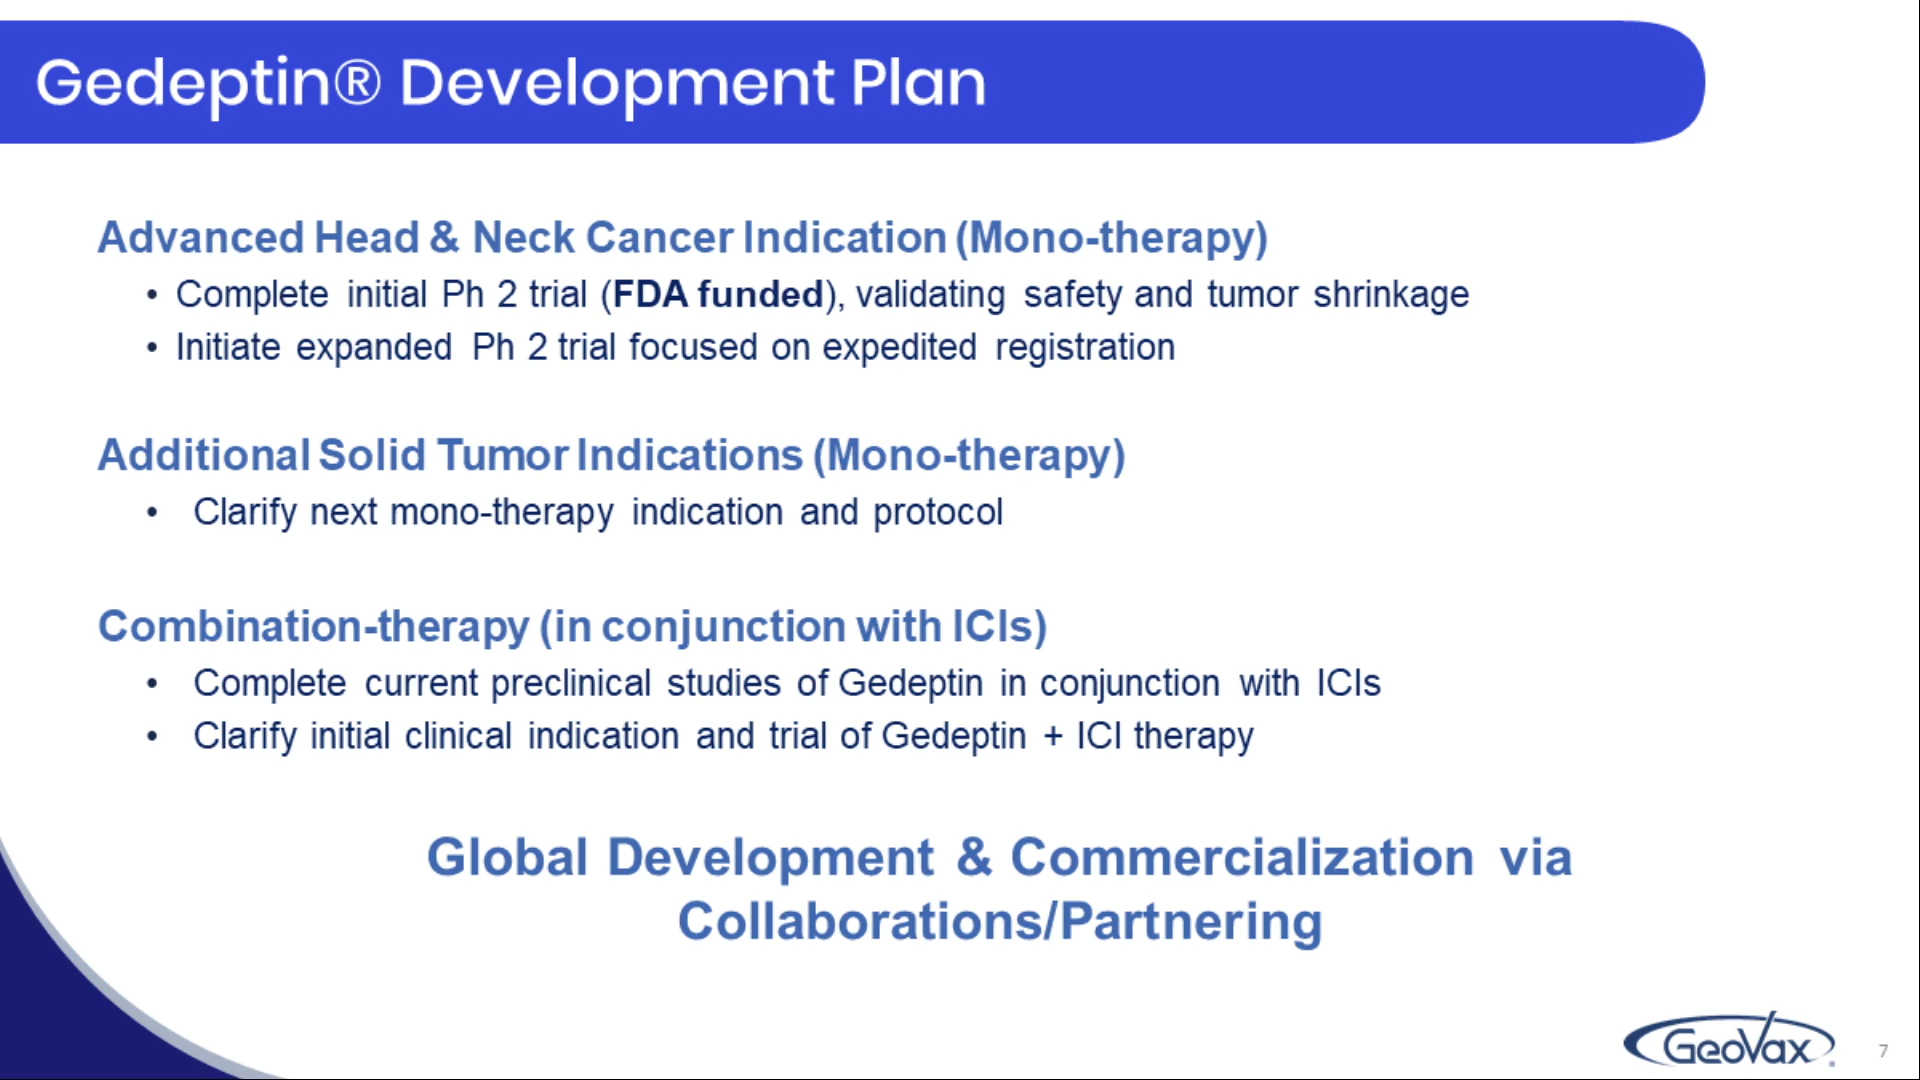 Gedeptin® Development Plan
Advanced Head & Neck Cancer Indication (Mono-therapy)
• Complete initial Ph 2 trial (FDA funded), validating safety and tumor shrinkage
• Initiate expanded Ph 2 trial focused on expedited registration
Additional Solid Tumor Indications (Mono-therapy)
• Clarify next mono-therapy indication and protocol
Combination-therapy (in conjunction with ICIs)
• Complete current preclinical studies of Gedeptin in conjunction with ICIs
• Clarify initial clinical indication and trial of Gedeptin + ICI therapy
Global Development & Commercialization via
Collaborations/Partnering
GeoVax
7